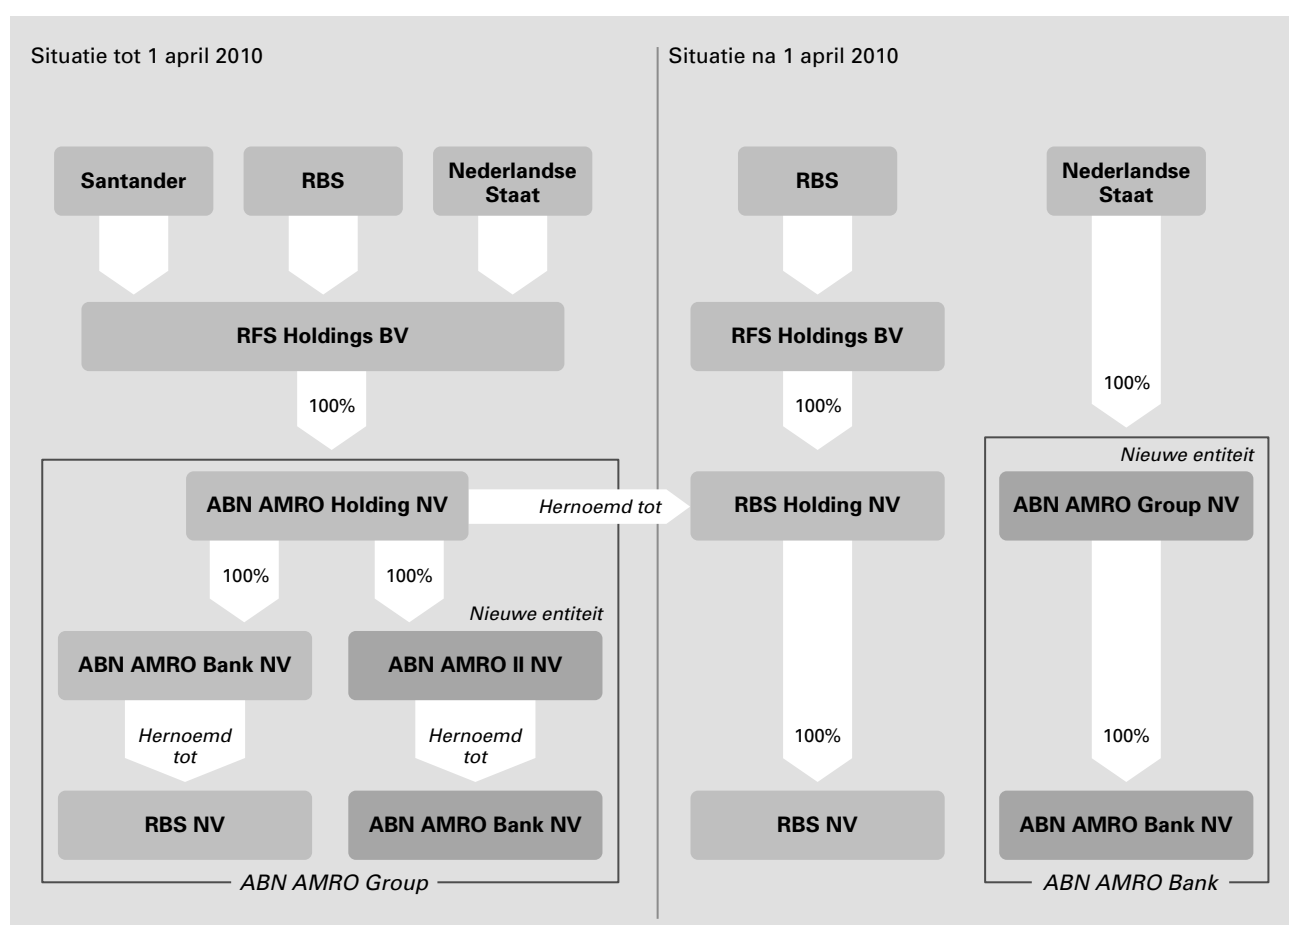 Situatie tot 1 april 2010
Santander
RBS
Nederlandse
Staat
RFS Holdings BV
100%
ABN AMRO Holding NV
Hernoemd tot
100%
100%
Nieuwe entiteit
ABN AMRO Bank NV
ABN AMRO II NV
Hernoemd
tot
Hernoemd
tot
RBS NV
ABN AMRO Bank NV
ABN AMRO Group
Situatie na 1 april 2010
RBS
Nederlandse
Staat
RFS Holdings BV
100%
100%
Nieuwe entiteit
RBS Holding NV
ABN AMRO Group NV
100%
100%
RBS NV
ABN AMRO Bank NV
ABN AMRO Bank